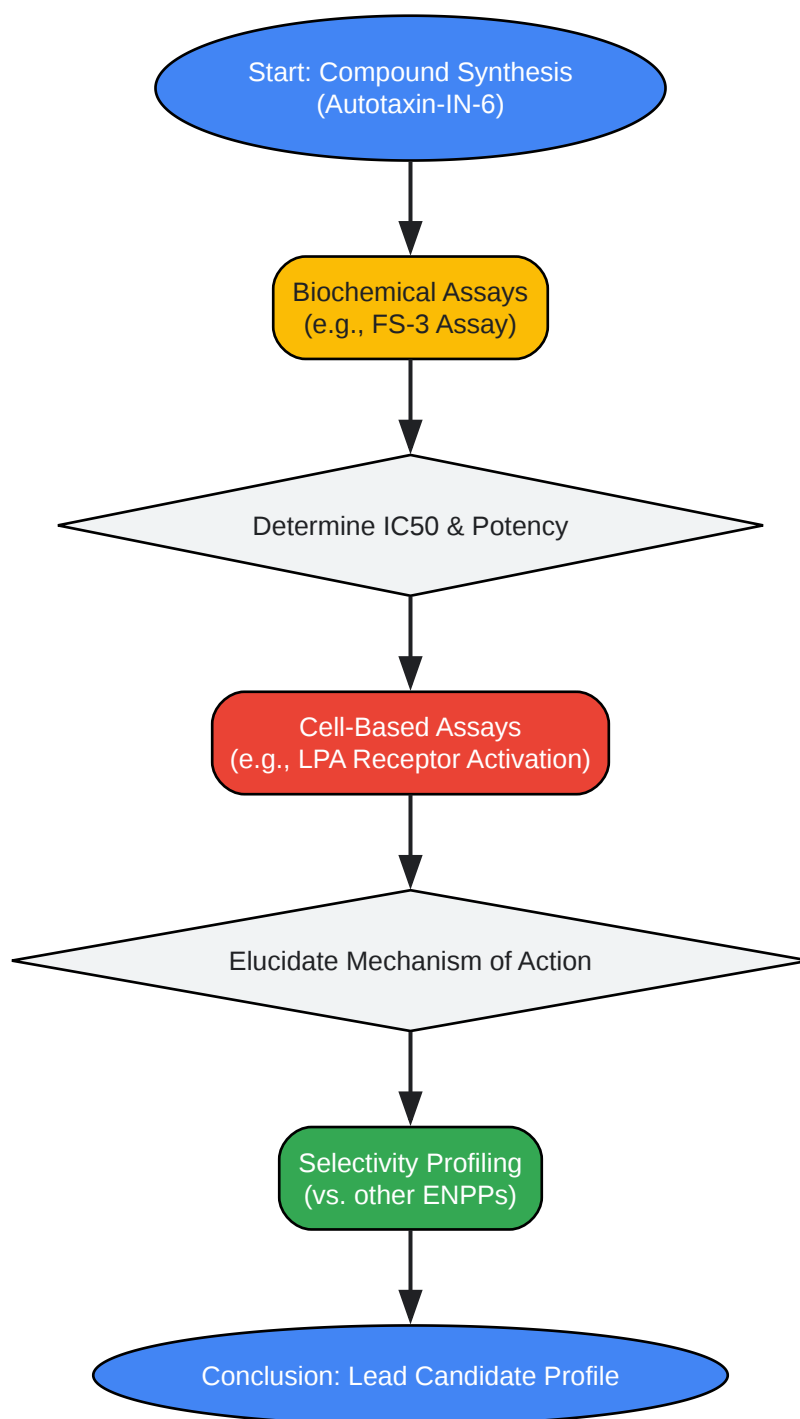 Start: Compound Synthesis
(Autotaxin-IN-6)
Biochemical Assays
(e.g., FS-3 Assay)
Determine IC50 & Potency
Cell-Based Assays
(e.g., LPA Receptor Activation)
Elucidate Mechanism of Action
Selectivity Profiling
(vs. other ENPPs)
Conclusion: Lead Candidate Profile